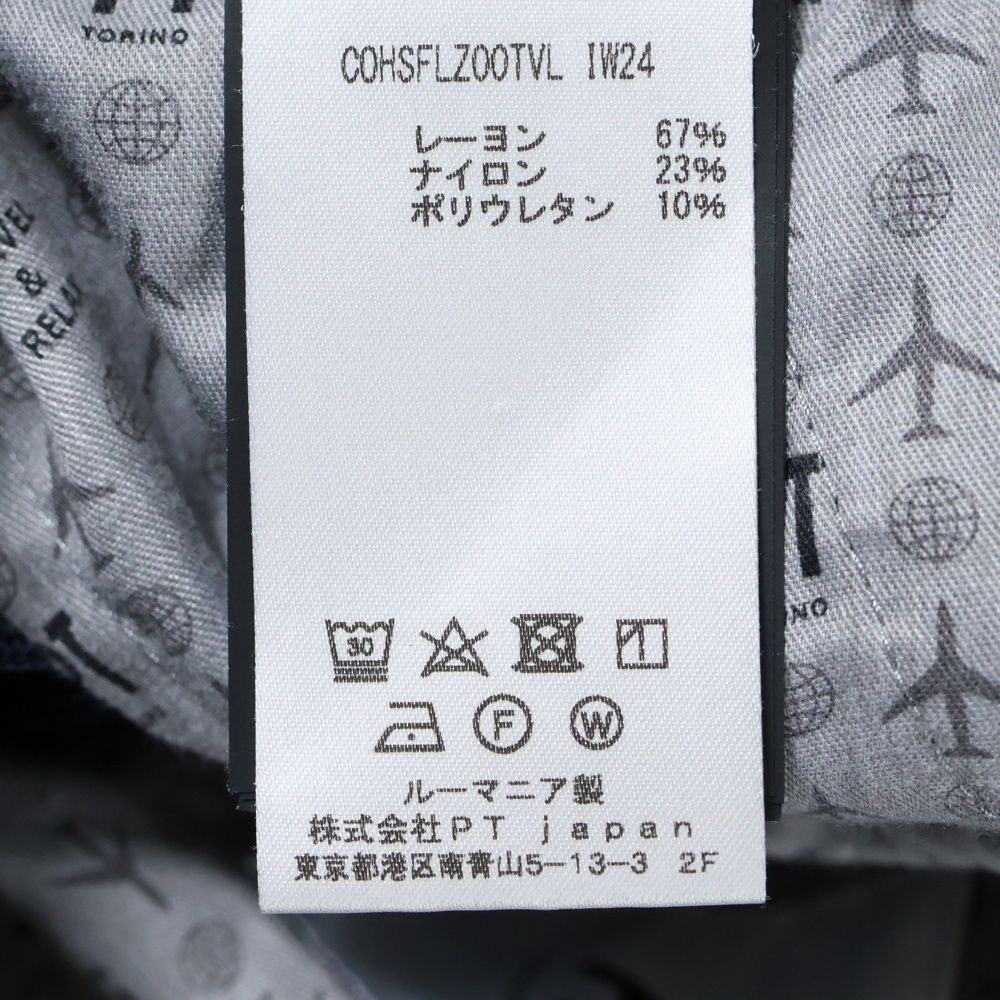 TORINO
COHSFLZ00TVL IW24
レーヨン 67%
ナイロン 23%
ポリウレタン 10%
&
30
F W
ルーマニア製
株式会社PT japan
東京都港区南青山5-13-3 2F